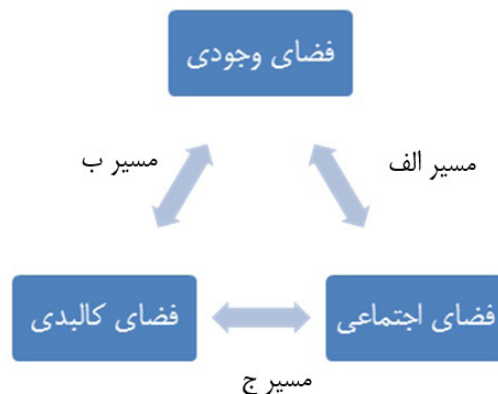 فضای وجودی
مسیر الف
مسیر ب
فضای اجتماعی
فضای کالبدی
مسیر ج